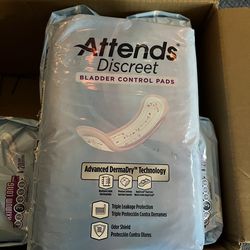 Attends
Discreet
BLADDER CONTROL PADS
Advanced DermaDry™ Technology
Triple Leakage Protection
Triple Protección Contra Derrames
Odor Shield
Protección Contra Olores